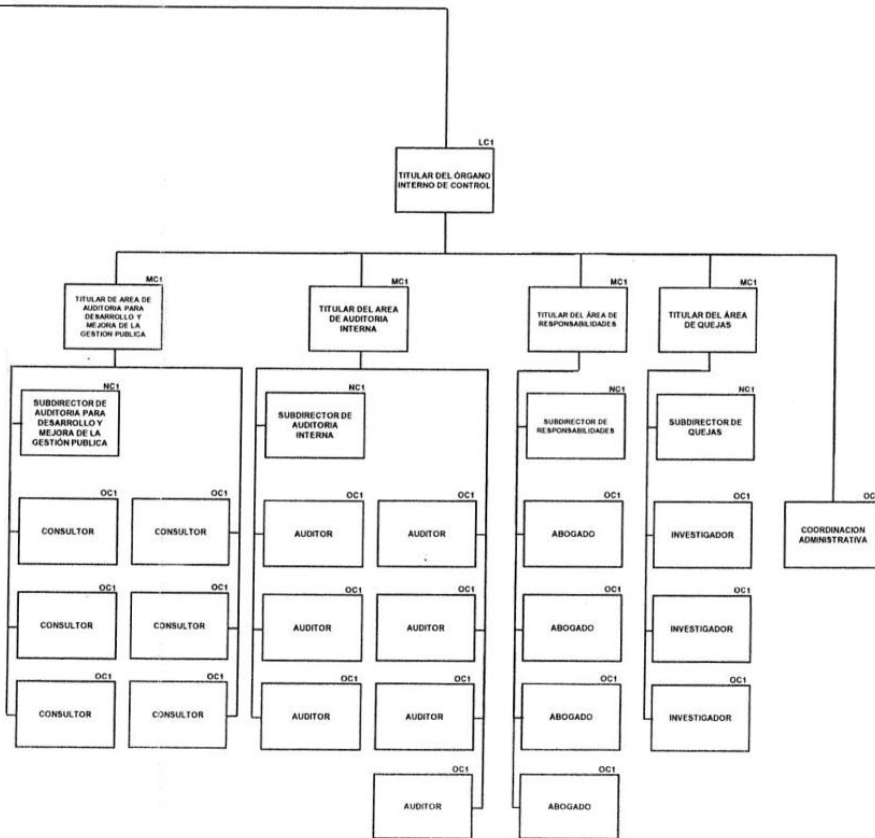 LC1
TITULAR DEL ÓRGANO
INTERNO DE CONTROL
MC1
TITULAR DE AREA DE
AUDITORIA PARA
DESARROLLO Y
MEJORA DE LA
GESTION PUBLICA
MC1
TITULAR DEL AREA
DE AUDITORIA
INTERNA
MC1
TITULAR DEL ÁREA DE
RESPONSABILIDADES
MC1
TITULAR DEL ÁREA
DE QUEJAS
NC1
SUBDIRECTOR DE
AUDITORIA PARA
DESARROLLO Y
MEJORA DE LA
GESTIÓN PUBLICA
NC1
SUBDIRECTOR DE
AUDITORIA
INTERNA
NC1
SUBDIRECTOR DE
RESPONSABILIDADES
NC1
SUBDIRECTOR DE
QUEJAS
OC1
CONSULTOR
OC1
CONSULTOR
OC1
AUDITOR
OC1
AUDITOR
OC1
ABOGADO
OC1
INVESTIGADOR
OC
COORDINACION
ADMINISTRATIVA
OC1
CONSULTOR
OC1
CONSULTOR
OC1
AUDITOR
OC1
AUDITOR
OC1
ABOGADO
OC1
INVESTIGADOR
OC1
CONSULTOR
OC1
CONSULTOR
OC1
AUDITOR
OC1
AUDITOR
OC1
ABOGADO
OC1
INVESTIGADOR
OC1
AUDITOR
OC1
ABOGADO